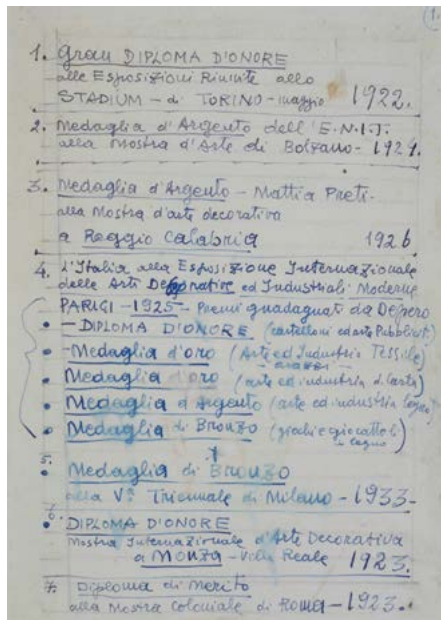 1.
1. Gran DIPLOMA D'ONORE
alle Esposizioni Riunite allo
STADIUM - di TORINO - maggio 1922.
2. Medaglia d'Argento dell'E.N.I.T.
alla Mostra d'Arte di Bolzano - 1924.
3. Medaglia d'Argento - Mattia Preti -
alla Mostra d'arte decorativa
a Reggio Calabria 1926
4. L'Italia alla Esposizione Internazionale
delle Arti Decorative ed Industriali Moderne
PARIGI - 1925 - Premi guadagnati da Depero
• - DIPLOMA D'ONORE (cartelloni ed arte Pubblicit.)
• - Medaglia d'oro (Arti ed Industria Tessile)
- arazzi -
• Medaglia d'oro (arte ed industria d. carta)
• Medaglia d'Argento (arte ed industria legno)
• Medaglia di Bronzo (giochi e giocattoli)
in legno
5.
• Medaglia di BRONZO
alla Vª Triennale di Milano - 1933 -
6.
• DIPLOMA D'ONORE
Mostra Internazionale d'Arte Decorativa
a MONZA - Villa Reale 1923.
7. Diploma di Merito
alla Mostra Coloniale di Roma - 1923.